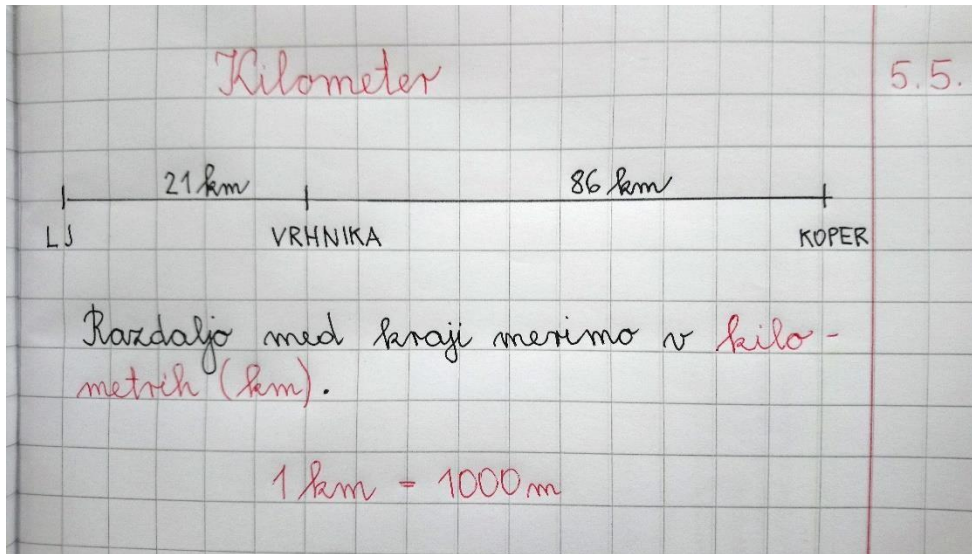 Kilometer 5.5.
21 km 86 km
LJ VRHNIKA KOPER
Razdaljo med kraji merimo v kilo-
metrih (km).
1 km = 1000 m